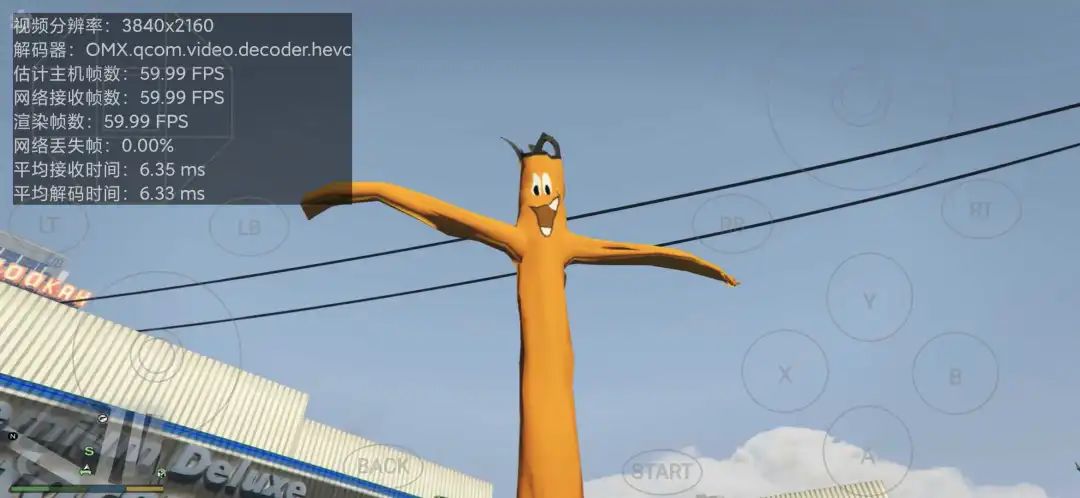 视频分辨率：3840x2160
解码器：OMX.qcom.video.decoder.hevc
估计主机帧数：59.99 FPS
网络接收帧数：59.99 FPS
渲染帧数：59.99 FPS
网络丢失帧：0.00%
平均接收时间：6.35 ms
平均解码时间：6.33 ms
LT
LB
RB
RT
Y
X
B
A
BACK
START
Deluxe
N
S